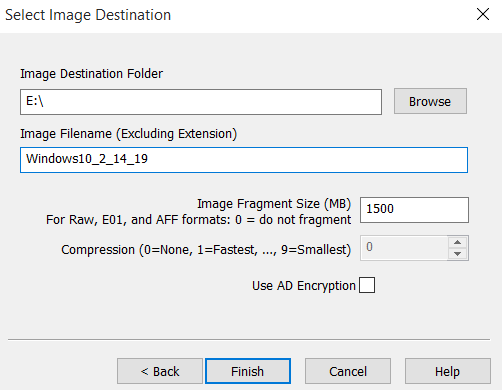 Select Image Destination
Image Destination Folder
E:\
Browse
Image Filename (Excluding Extension)
Windows10_2_14_19
Image Fragment Size (MB)
1500
For Raw, E01, and AFF formats: 0 = do not fragment
Compression (0=None, 1=Fastest, ..., 9=Smallest)
0
Use AD Encryption
< Back
Finish
Cancel
Help